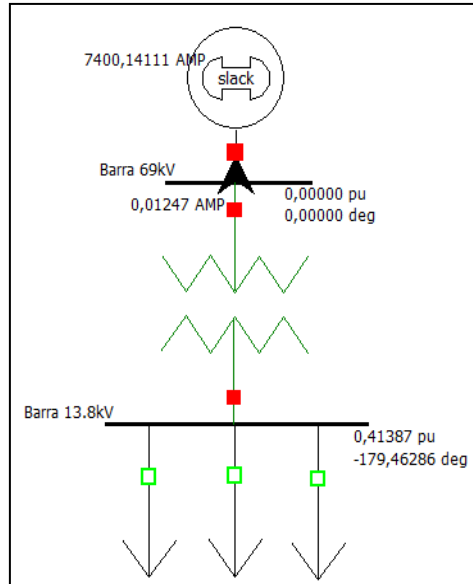 7400,14111 AMP
slack
Barra 69kV
0,00000 pu
0,01247 AMP
0,00000 deg
Barra 13.8kV
0,41387 pu
-179,46286 deg